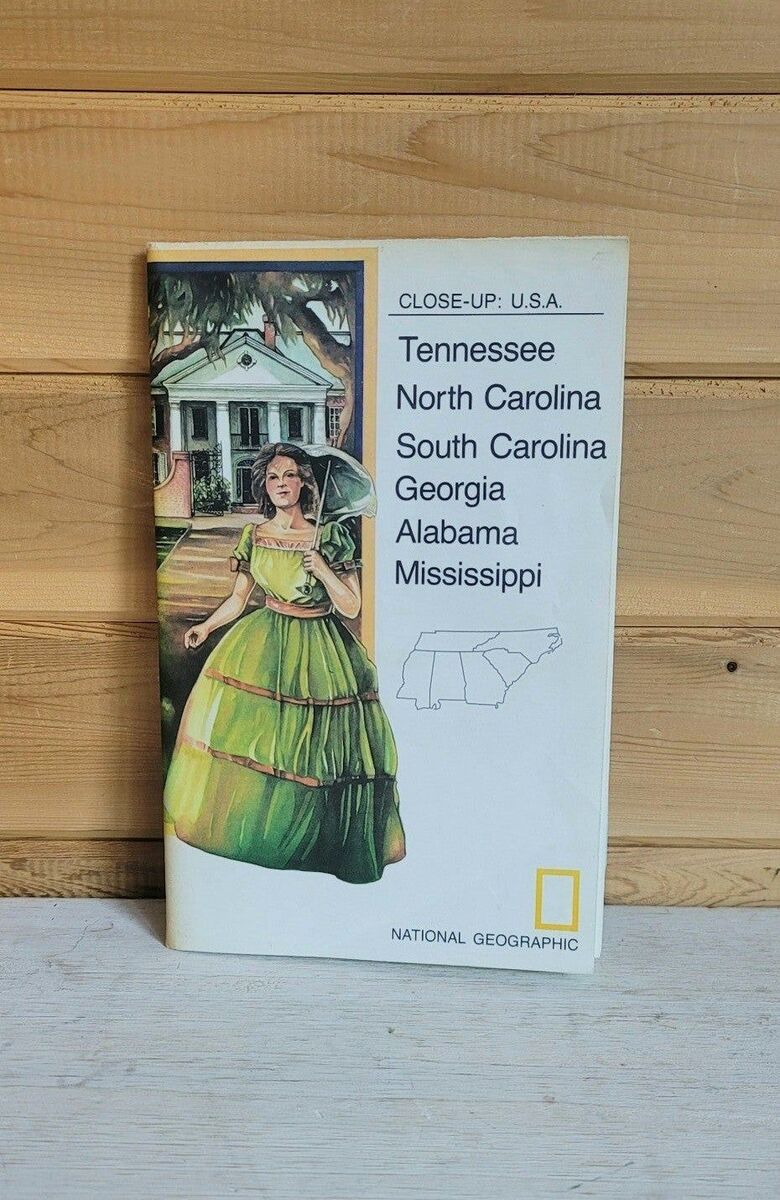 CLOSE-UP: U.S.A.
Tennessee
North Carolina
South Carolina
Georgia
Alabama
Mississippi
NATIONAL GEOGRAPHIC